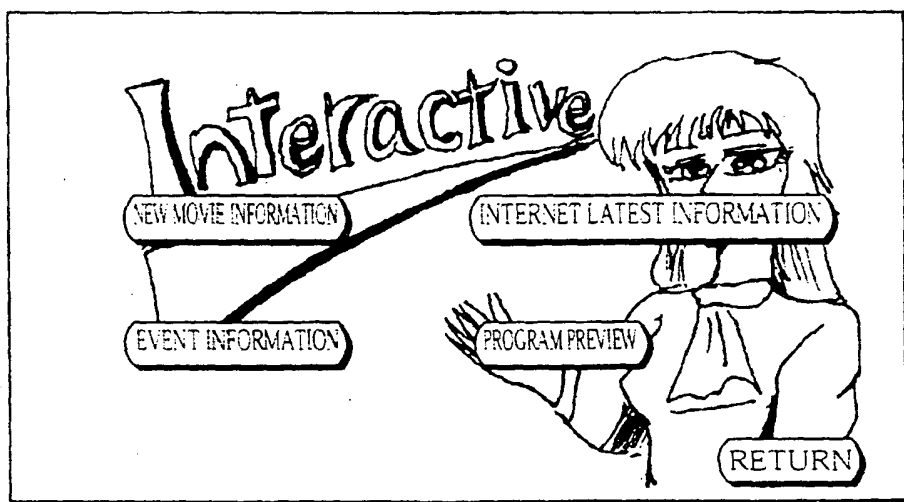 Interactive
NEW MOVIE INFORMATION
INTERNET LATEST INFORMATION
EVENT INFORMATION
PROGRAM PREVIEW
RETURN